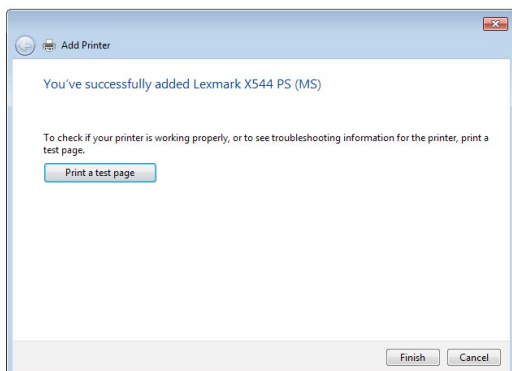 Add Printer
You've successfully added Lexmark X544 PS (MS)
To check if your printer is working properly, or to see troubleshooting information for the printer, print a
test page.
Print a test page
Finish
Cancel